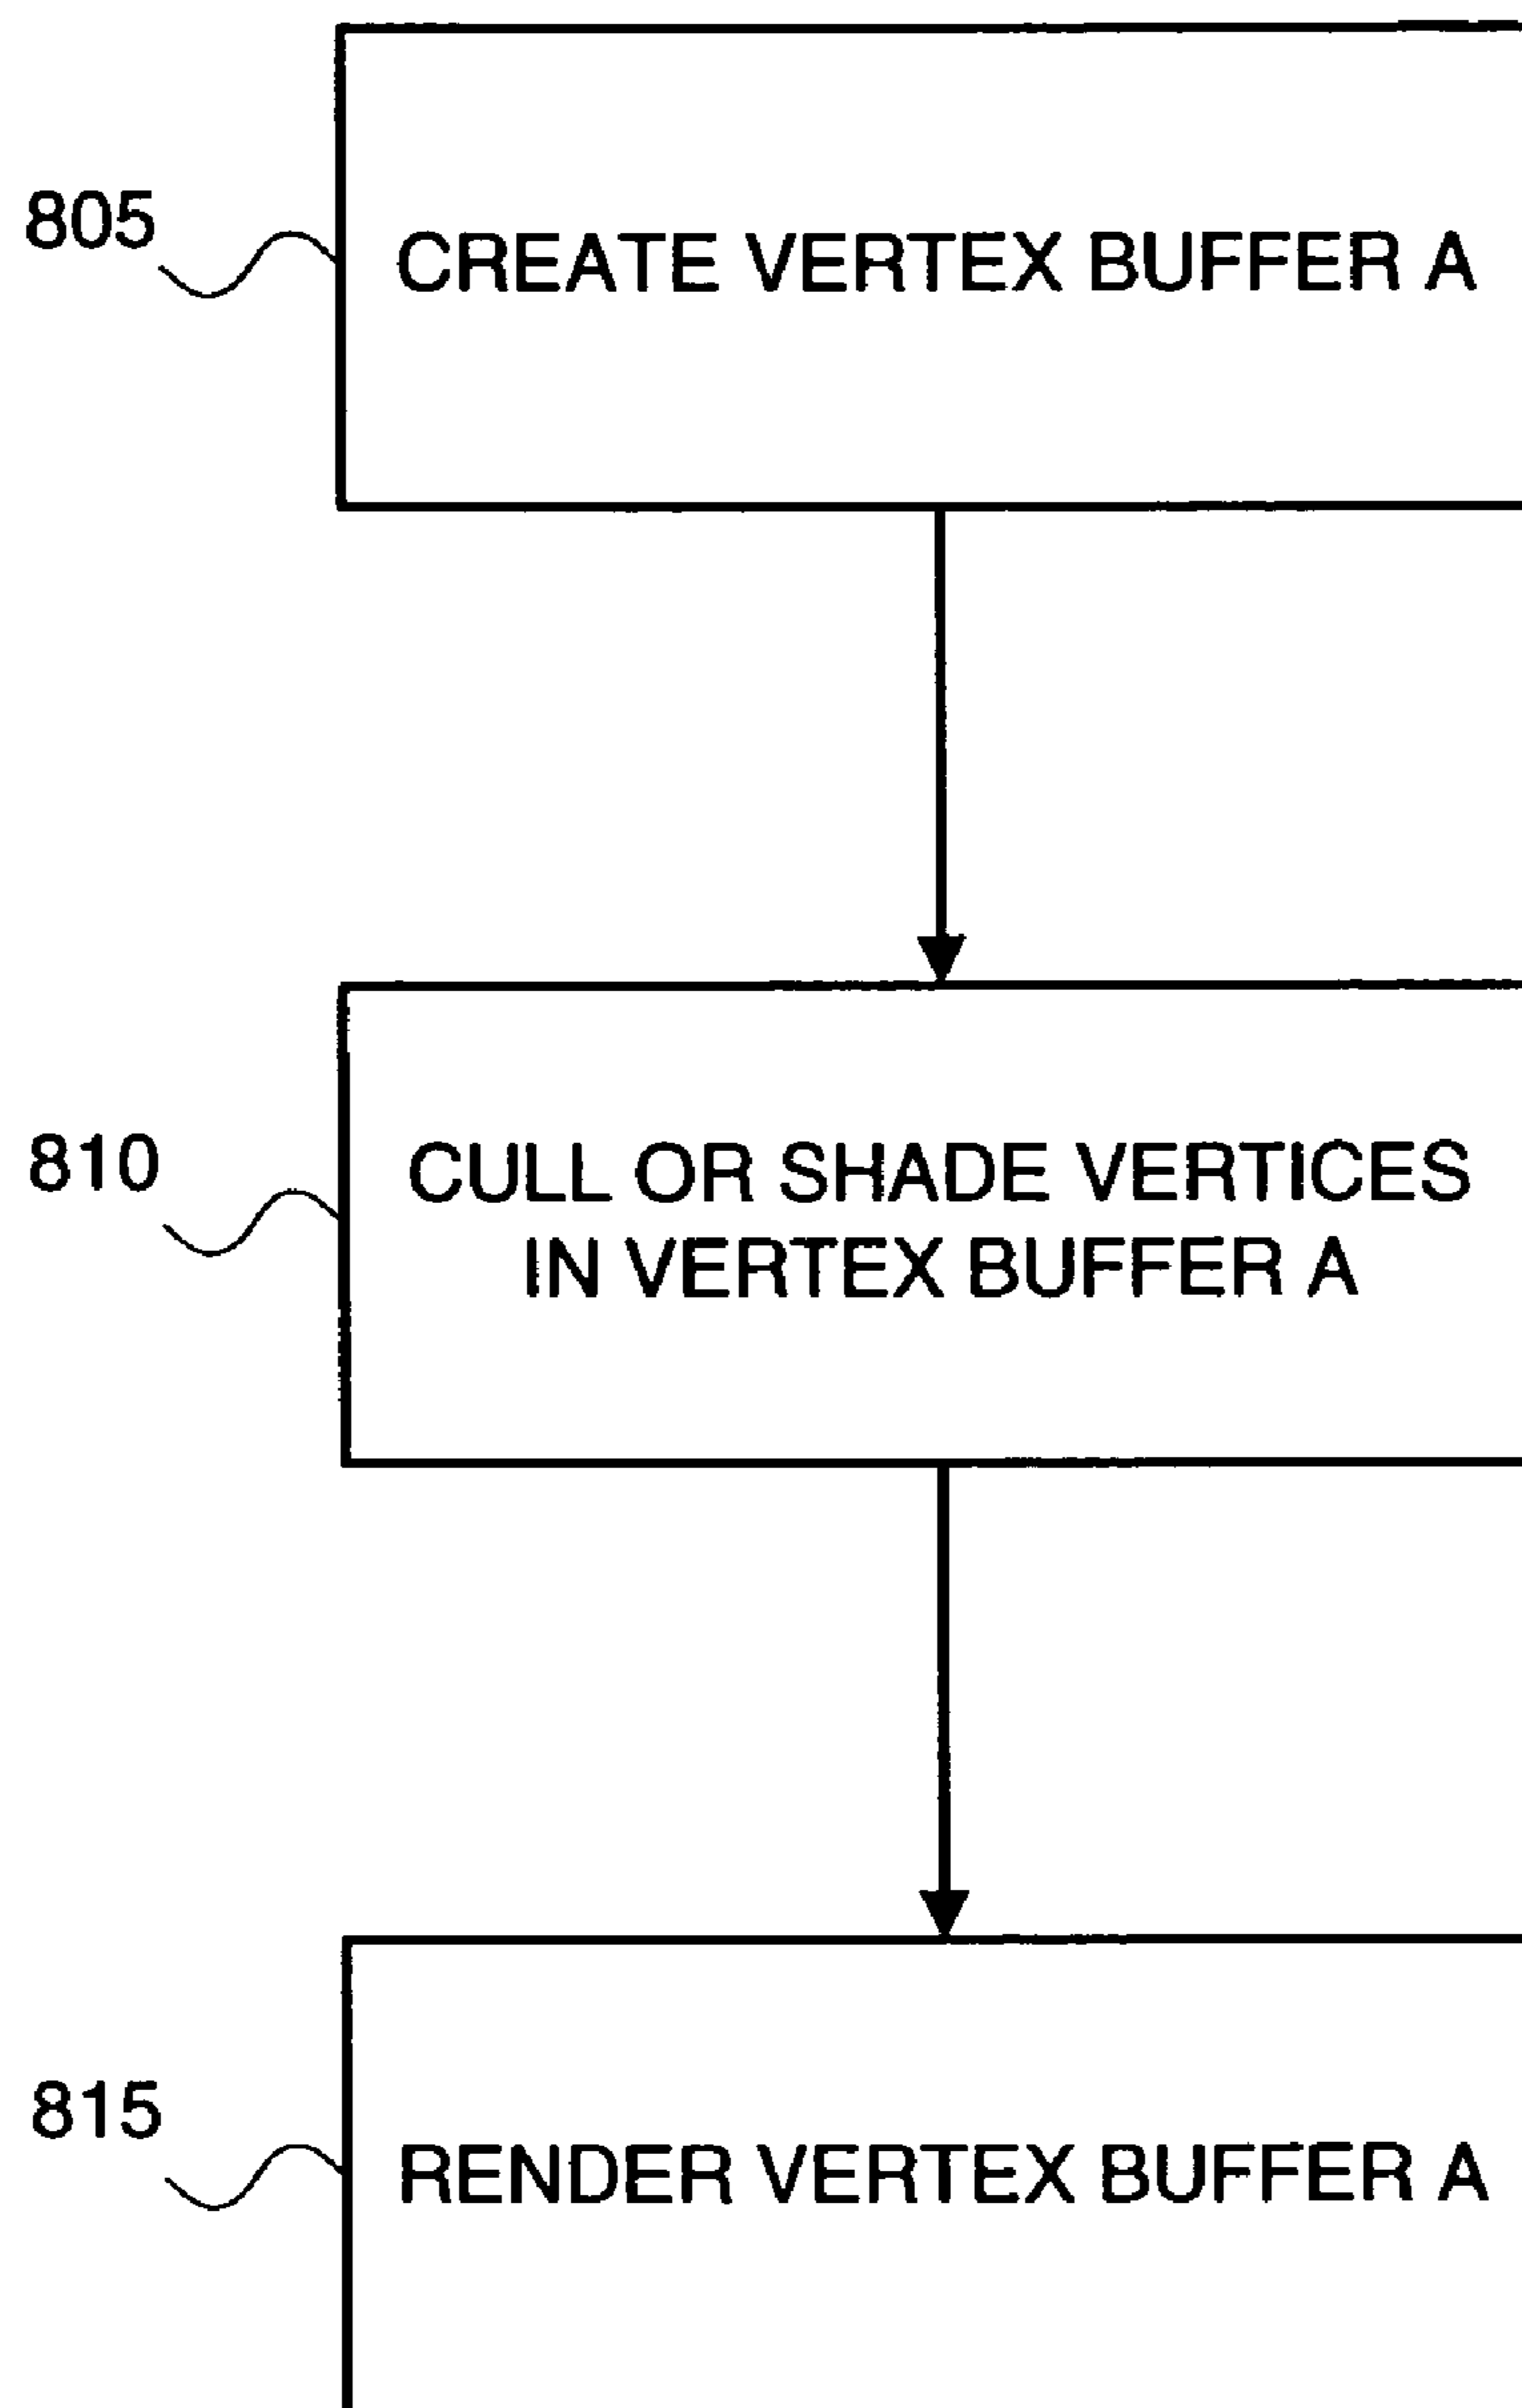 805
CREATE VERTEX BUFFER A
810
CULL OR SHADE VERTICES
IN VERTEX BUFFER A
815
RENDER VERTEX BUFFER A